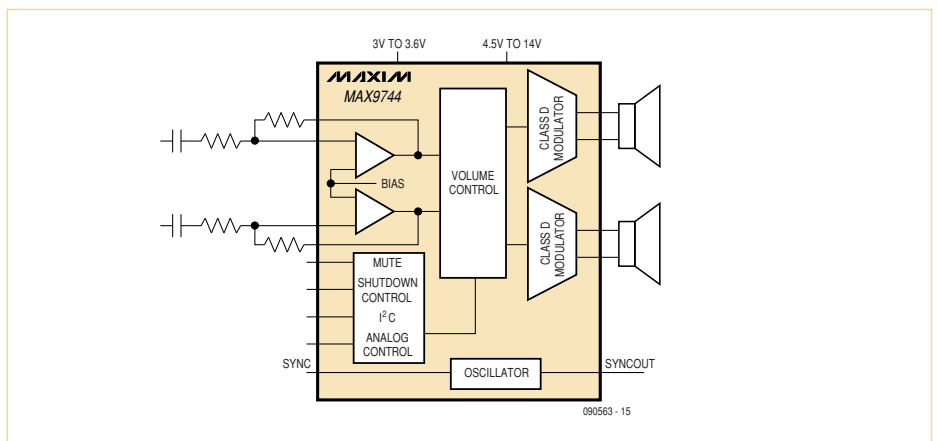 3V TO 3.6V
4.5V TO 14V
MAXIM
MAX9744
CLASS D
MODULATOR
VOLUME
CONTROL
BIAS
CLASS D
MODULATOR
MUTE
SHUTDOWN
CONTROL
I²C
ANALOG
CONTROL
SYNC
OSCILLATOR
SYNCOUT
090563 - 15